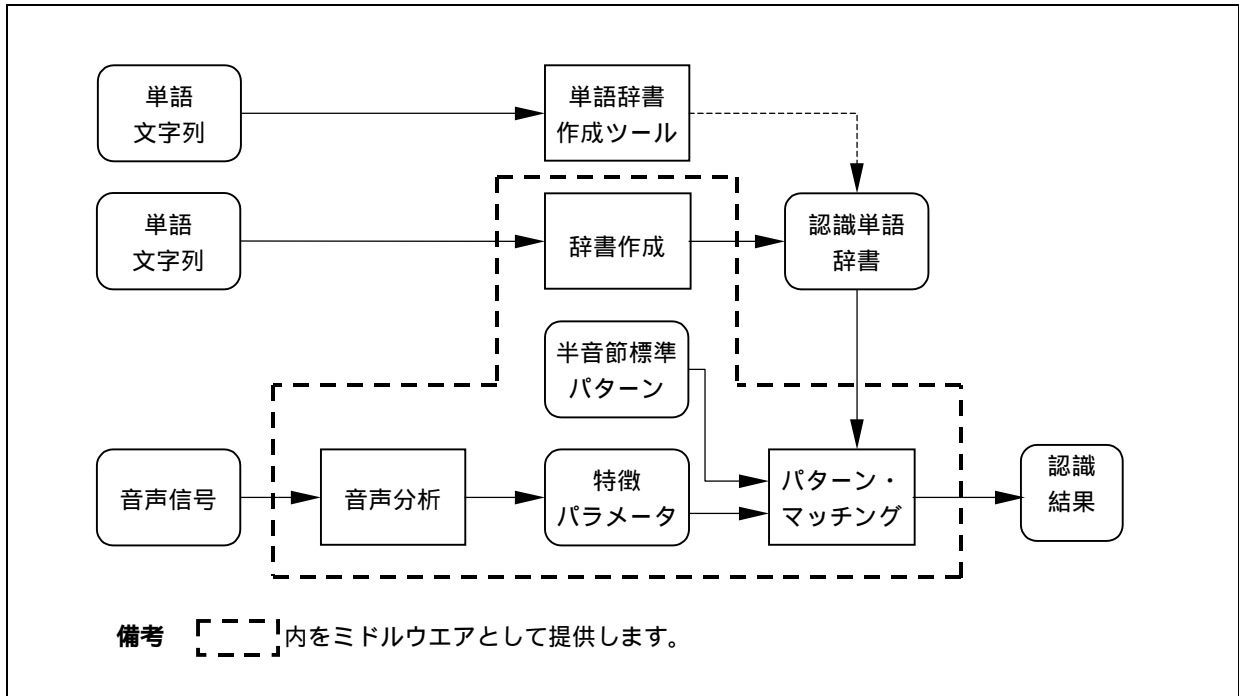 単語
文字列
単語辞書
作成ツール
単語
文字列
辞書作成
認識単語
辞書
半音節標準
パターン
音声信号
音声分析
特徴
パラメータ
パターン・
マッチング
認識
結果
備考 内をミドルウエアとして提供します。